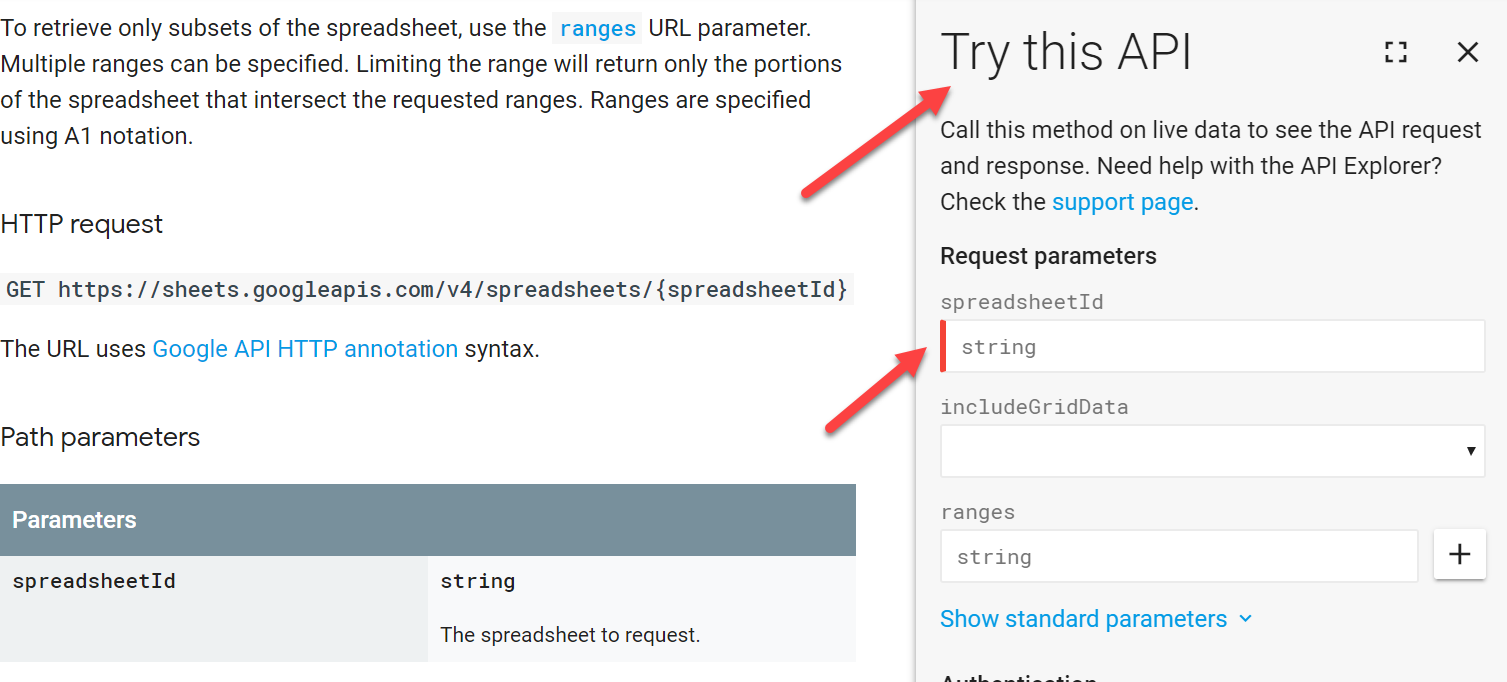 To retrieve only subsets of the spreadsheet, use the ranges URL parameter.
Multiple ranges can be specified. Limiting the range will return only the portions
of the spreadsheet that intersect the requested ranges. Ranges are specified
using A1 notation.
HTTP request
GET https://sheets.googleapis.com/v4/spreadsheets/{spreadsheetId}
The URL uses Google API HTTP annotation syntax.
Path parameters
Parameters
spreadsheetId
string
The spreadsheet to request.
Try this API
Call this method on live data to see the API request
and response. Need help with the API Explorer?
Check the support page.
Request parameters
spreadsheetId
string
includeGridData
ranges
string
Show standard parameters
Authentication